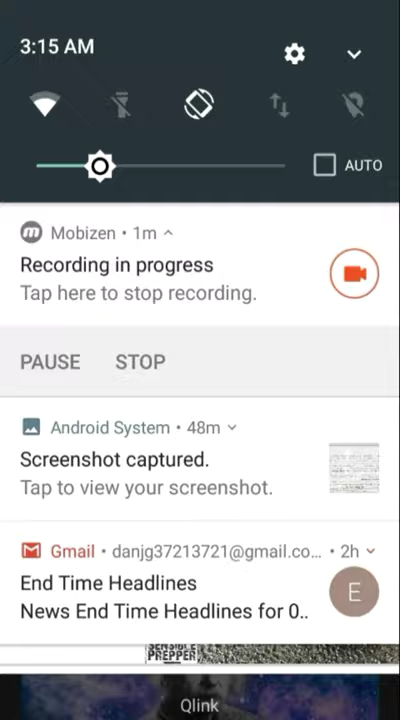 3:15 AM
AUTO
Mobizen • 1m
Recording in progress
Tap here to stop recording.
PAUSE STOP
Android System • 48m
Screenshot captured.
Tap to view your screenshot.
Gmail • danjg37213721@gmail.co... • 2h
End Time Headlines
E
News End Time Headlines for 0..
SENSIBLE
PREPPER
Qlink